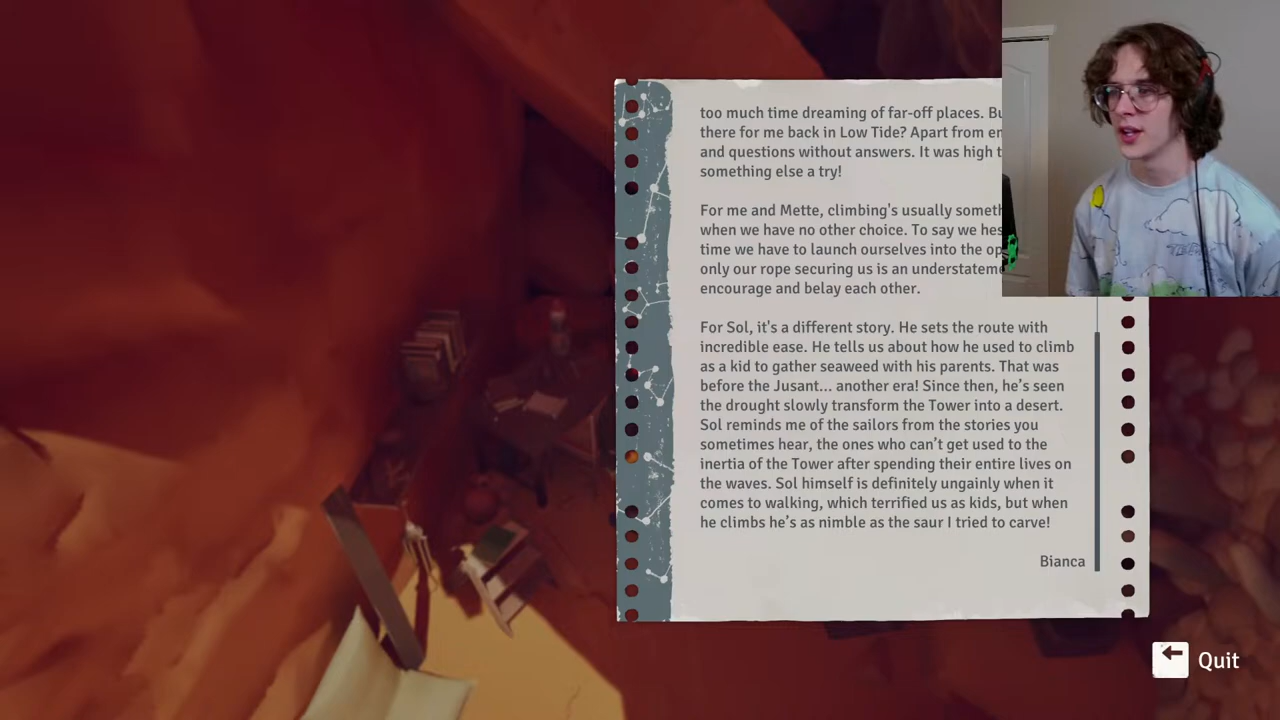 too much time dreaming of far-off places.
there for me back in Low Tide? Apart from
and questions without answers. It was high
something else a try!
For me and Mette, climbing's usually
when we have no other choice. To say we
time we have to launch ourselves into the
only our rope securing us is an
encourage and belay each other.
For Sol, it's a different story. He sets the route with
incredible ease. He tells us about how he used to climb
as a kid to gather seaweed with his parents. That was
before the Jusant... another era! Since then, he's seen
the drought slowly transform the Tower into a desert.
Sol reminds me of the sailors from the stories you
sometimes hear, the ones who can't get used to the
inertia of the Tower after spending their entire lives on
the waves. Sol himself is definitely ungainly when it
comes to walking, which terrified us as kids, but when
he climbs he's as nimble as the saur I tried to carve!
Bianca
Quit